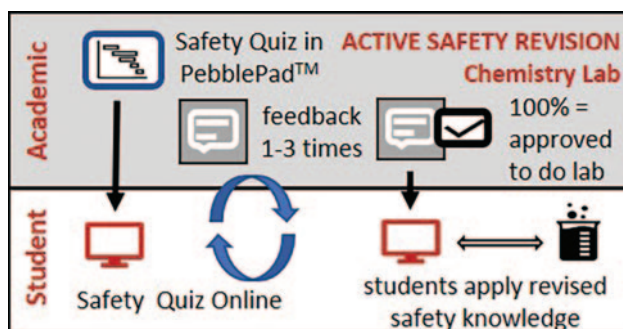 Academic
Safety Quiz in
PebblePad™
feedback
1-3 times
ACTIVE SAFETY REVISION
Chemistry Lab
100% =
approved
to do lab
Student
Safety Quiz Online
students apply revised
safety knowledge